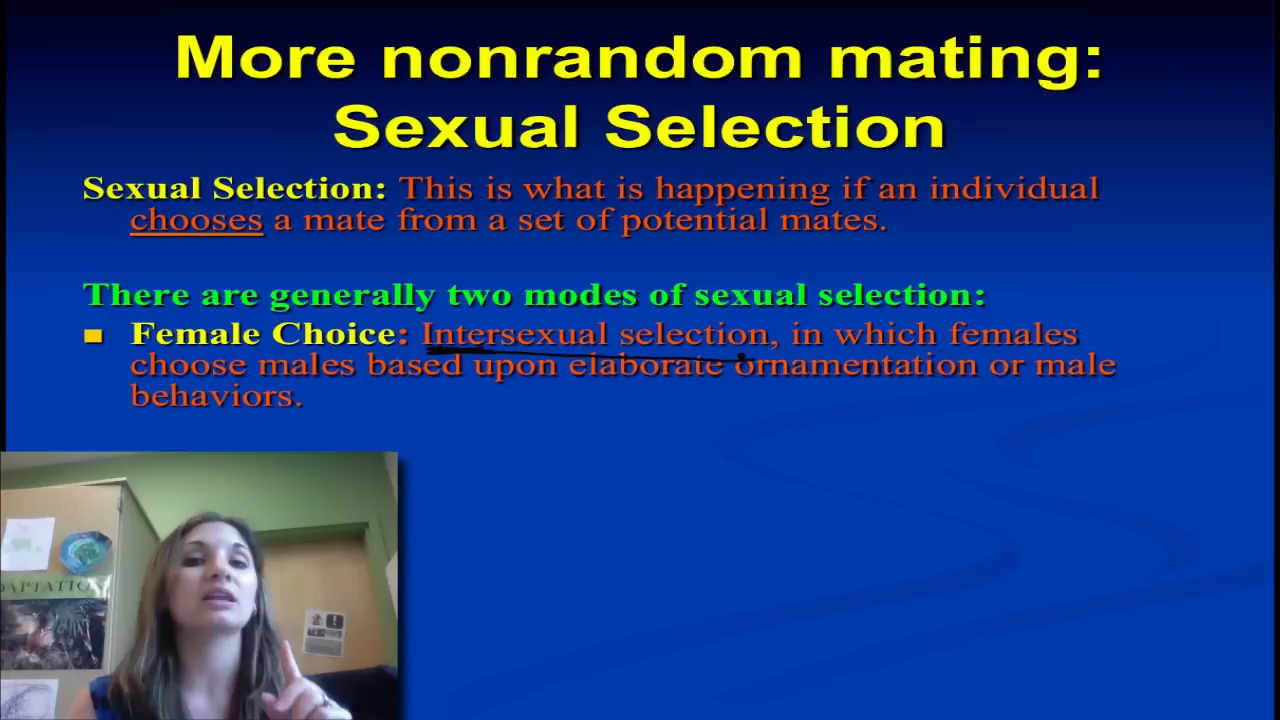 More nonrandom mating:
Sexual Selection
Sexual Selection: This is what is happening if an individual
chooses a mate from a set of potential mates.
There are generally two modes of sexual selection:
Female Choice: Intersexual selection, in which females
choose males based upon elaborate ornamentation or male
behaviors.
DAPTATIO